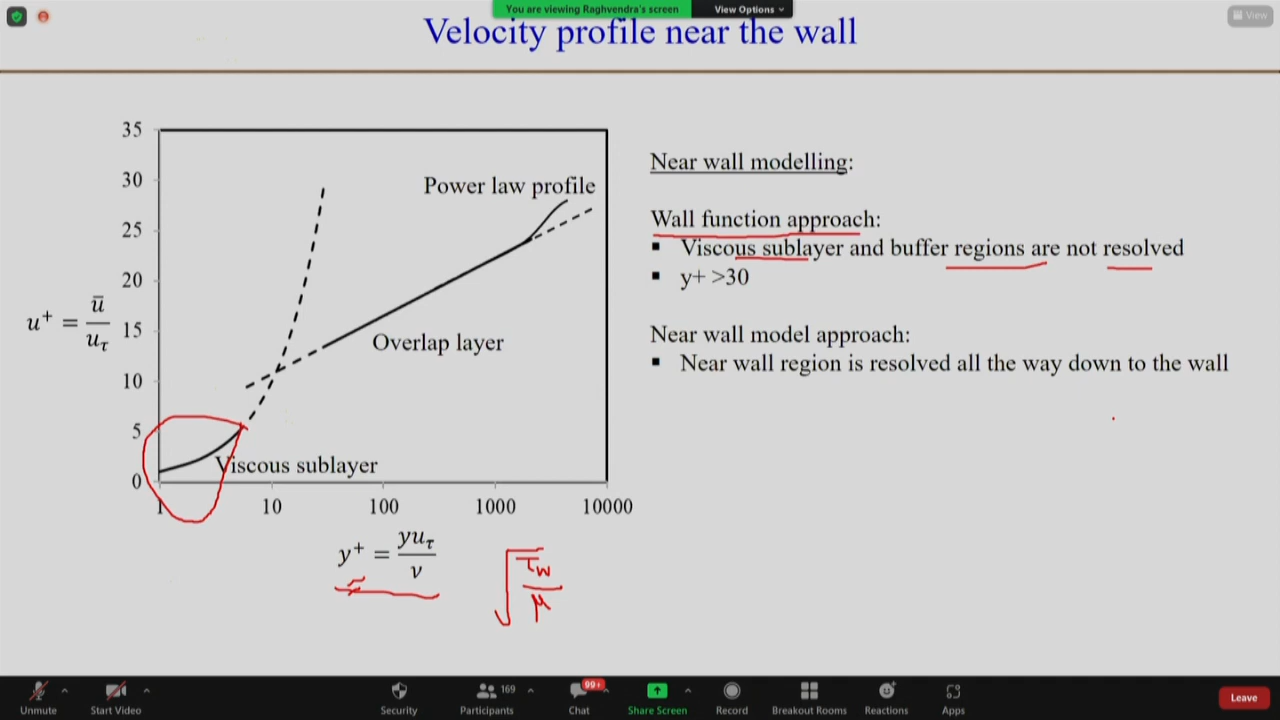 You are viewing Raghvendra's screen View Options
View
Velocity profile near the wall
35
30
25
20
15
10
5
0
1 10 100 1000 10000
u⁺ = ū / u_τ
Power law profile
Overlap layer
Viscous sublayer
y⁺ = yu_τ / ν
√ τ_w / μ
Near wall modelling:
Wall function approach:
▪ Viscous sublayer and buffer regions are not resolved
▪ y+ >30
Near wall model approach:
▪ Near wall region is resolved all the way down to the wall
Unmute Start Video Security Participants 169 Chat 99+ Share Screen Record Breakout Rooms Reactions Apps Leave